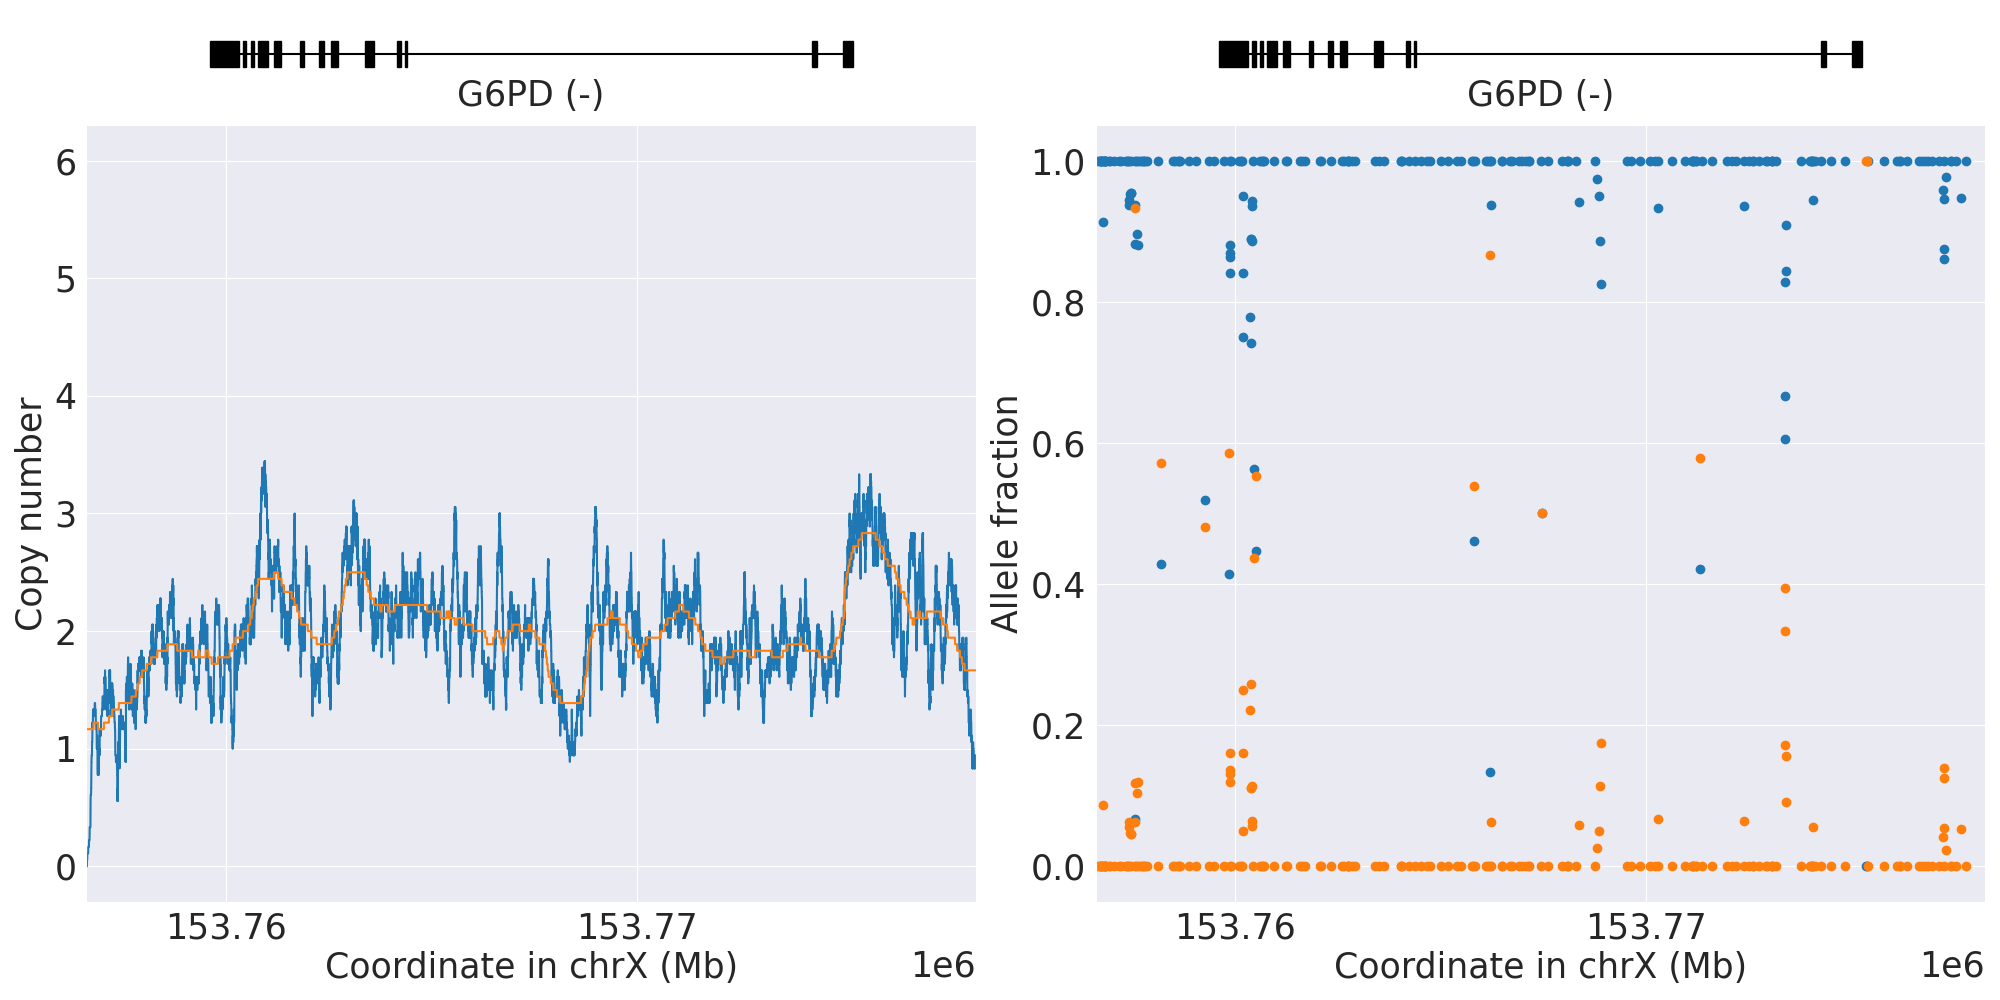 G6PD (-)
6
5
4
3
2
1
0
Copy number
153.76
153.77
Coordinate in chrX (Mb)
1e6
G6PD (-)
1.0
0.8
0.6
0.4
0.2
0.0
Allele fraction
153.76
153.77
Coordinate in chrX (Mb)
1e6